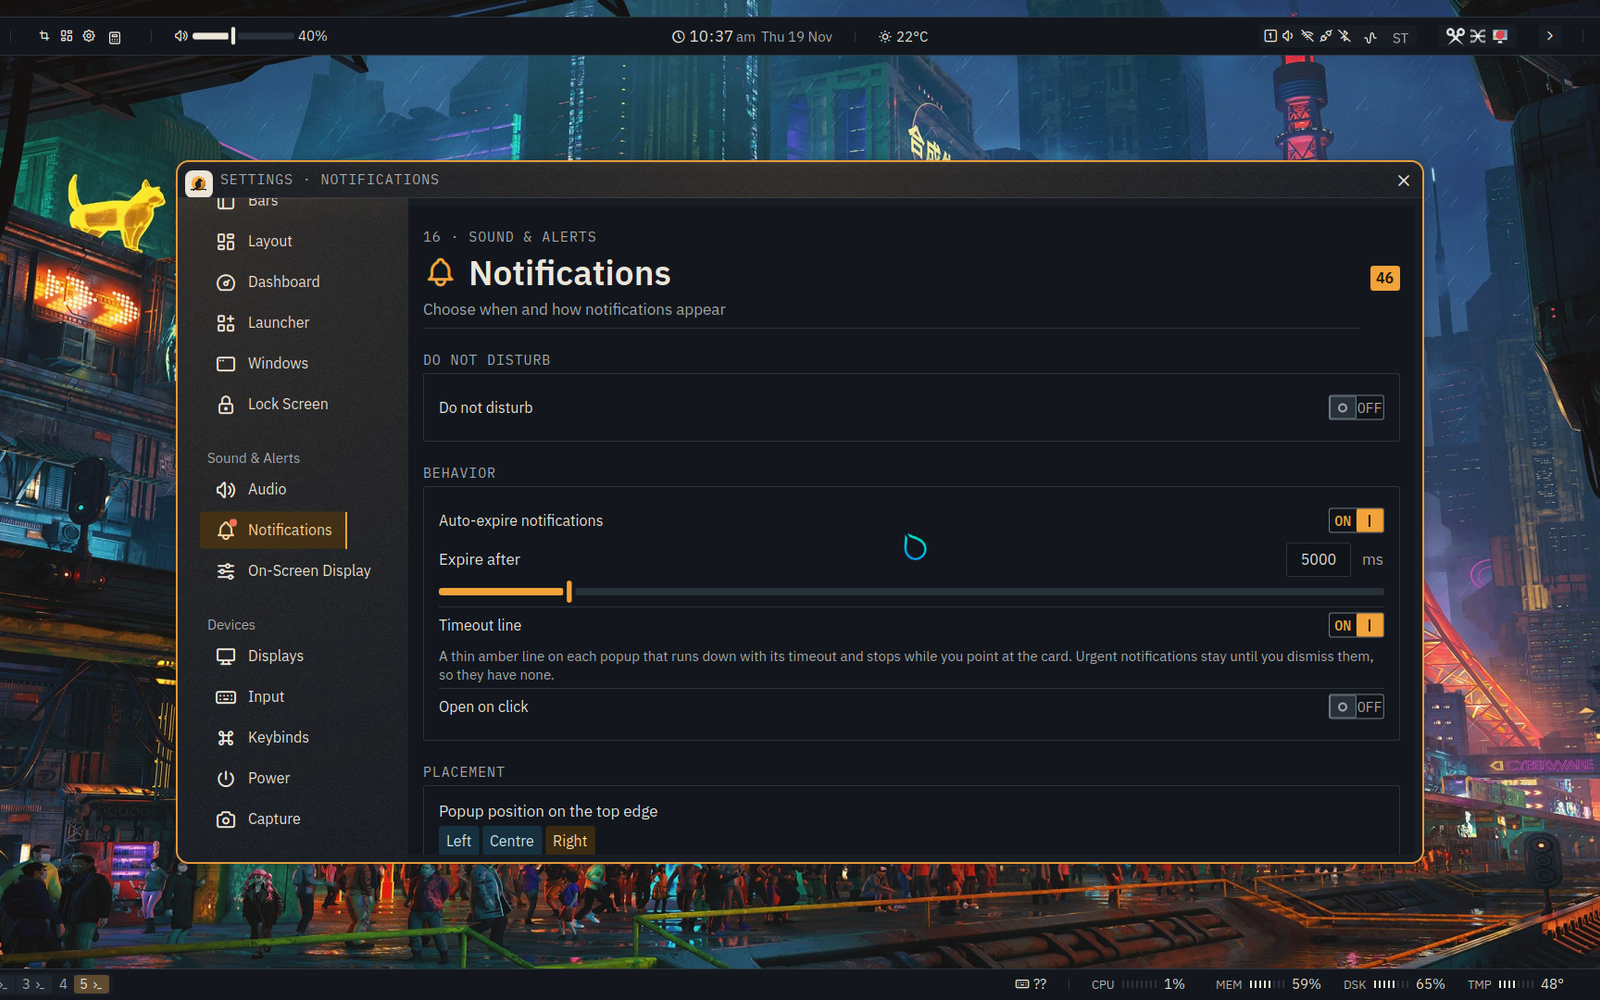 40%
10:37 am Thu 19 Nov
22°C
ST
合成
SETTINGS · NOTIFICATIONS
Bars
Layout
Dashboard
Launcher
Windows
Lock Screen
Sound & Alerts
Audio
Notifications
On-Screen Display
Devices
Displays
Input
Keybinds
Power
Capture
16 · SOUND & ALERTS
Notifications
46
Choose when and how notifications appear
DO NOT DISTURB
Do not disturb
OFF
BEHAVIOR
Auto-expire notifications
ON
Expire after
5000 ms
Timeout line
ON
A thin amber line on each popup that runs down with its timeout and stops while you point at the card. Urgent notifications stay until you dismiss them,
so they have none.
Open on click
OFF
PLACEMENT
Popup position on the top edge
Left Centre Right
CYBERWARE
3 4 5
??
CPU 1%
MEM 59%
DSK 65%
TMP 48°